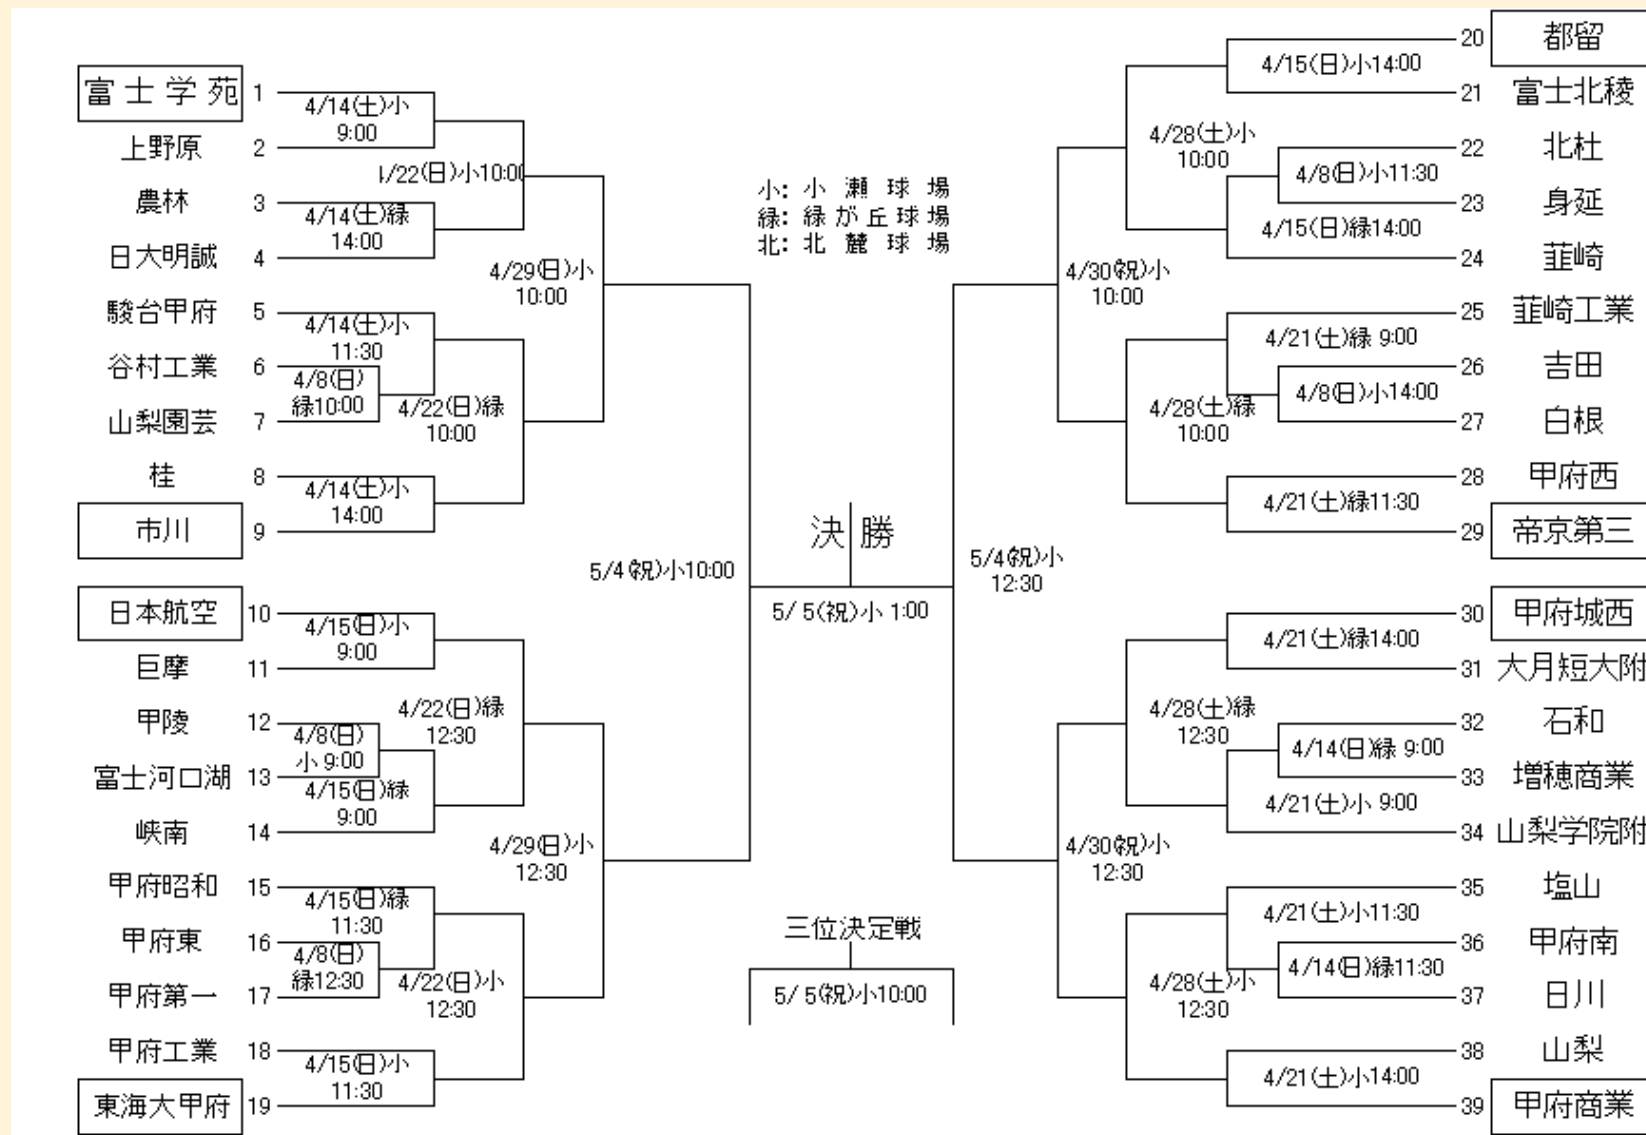 富士学苑 1
4/14(土)小
9:00
上野原 2
/22(日)小10:00
農林 3
4/14(土)緑
14:00
日大明誠 4
4/29(日)小
10:00
駿台甲府 5
4/14(土)小
11:30
谷村工業 6
4/8(日)
緑10:00
4/22(日)緑
10:00
山梨園芸 7
桂 8
4/14(土)小
14:00
市川 9
5/4(祝)小10:00
日本航空 10
4/15(日)小
9:00
巨摩 11
4/22(日)緑
12:30
甲陵 12
4/8(日)
小 9:00
富士河口湖 13
4/15(日)緑
9:00
峡南 14
4/29(日)小
12:30
甲府昭和 15
4/15(日)緑
11:30
甲府東 16
4/8(日)
緑12:30
4/22(日)小
12:30
甲府第一 17
甲府工業 18
4/15(日)小
11:30
東海大甲府 19
小: 小瀬球場
緑: 緑が丘球場
北: 北麓球場
決勝
5/ 5(祝)小 1:00
三位決定戦
5/ 5(祝)小10:00
20 都留
4/15(日)小14:00
21 富士北稜
4/28(土)小
10:00
22 北杜
4/8(日)小11:30
23 身延
4/15(日)緑14:00
24 韮崎
4/30(祝)小
10:00
25 韮崎工業
4/21(土)緑 9:00
26 吉田
4/8(日)小14:00
4/28(土)緑
10:00
27 白根
28 甲府西
4/21(土)緑11:30
29 帝京第三
5/4(祝)小
12:30
30 甲府城西
4/21(土)緑14:00
31 大月短大附
4/28(土)緑
12:30
32 石和
4/14(日)緑 9:00
33 増穂商業
4/21(土)小 9:00
34 山梨学院附
4/30(祝)小
12:30
35 塩山
4/21(土)小11:30
36 甲府南
4/14(日)緑11:30
4/28(土)小
12:30
37 日川
38 山梨
4/21(土)小14:00
39 甲府商業